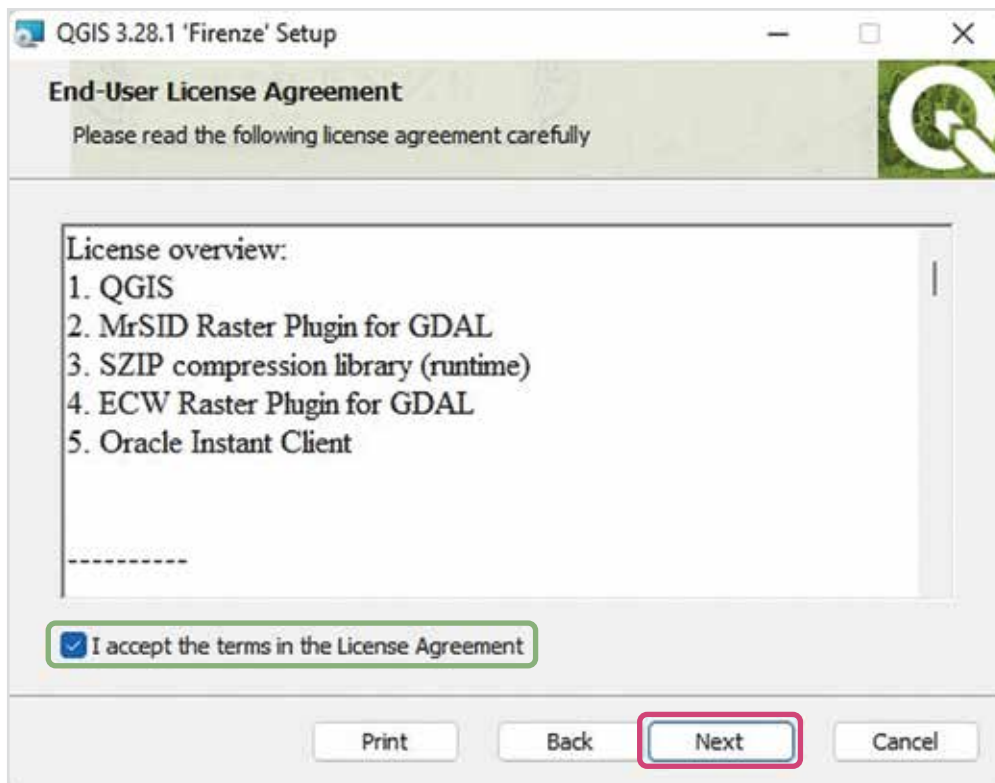 QGIS 3.28.1 'Firenze' Setup
End-User License Agreement
Please read the following license agreement carefully
License overview:
1. QGIS
2. MrSID Raster Plugin for GDAL
3. SZIP compression library (runtime)
4. ECW Raster Plugin for GDAL
5. Oracle Instant Client
----------
I accept the terms in the License Agreement
Print Back Next Cancel